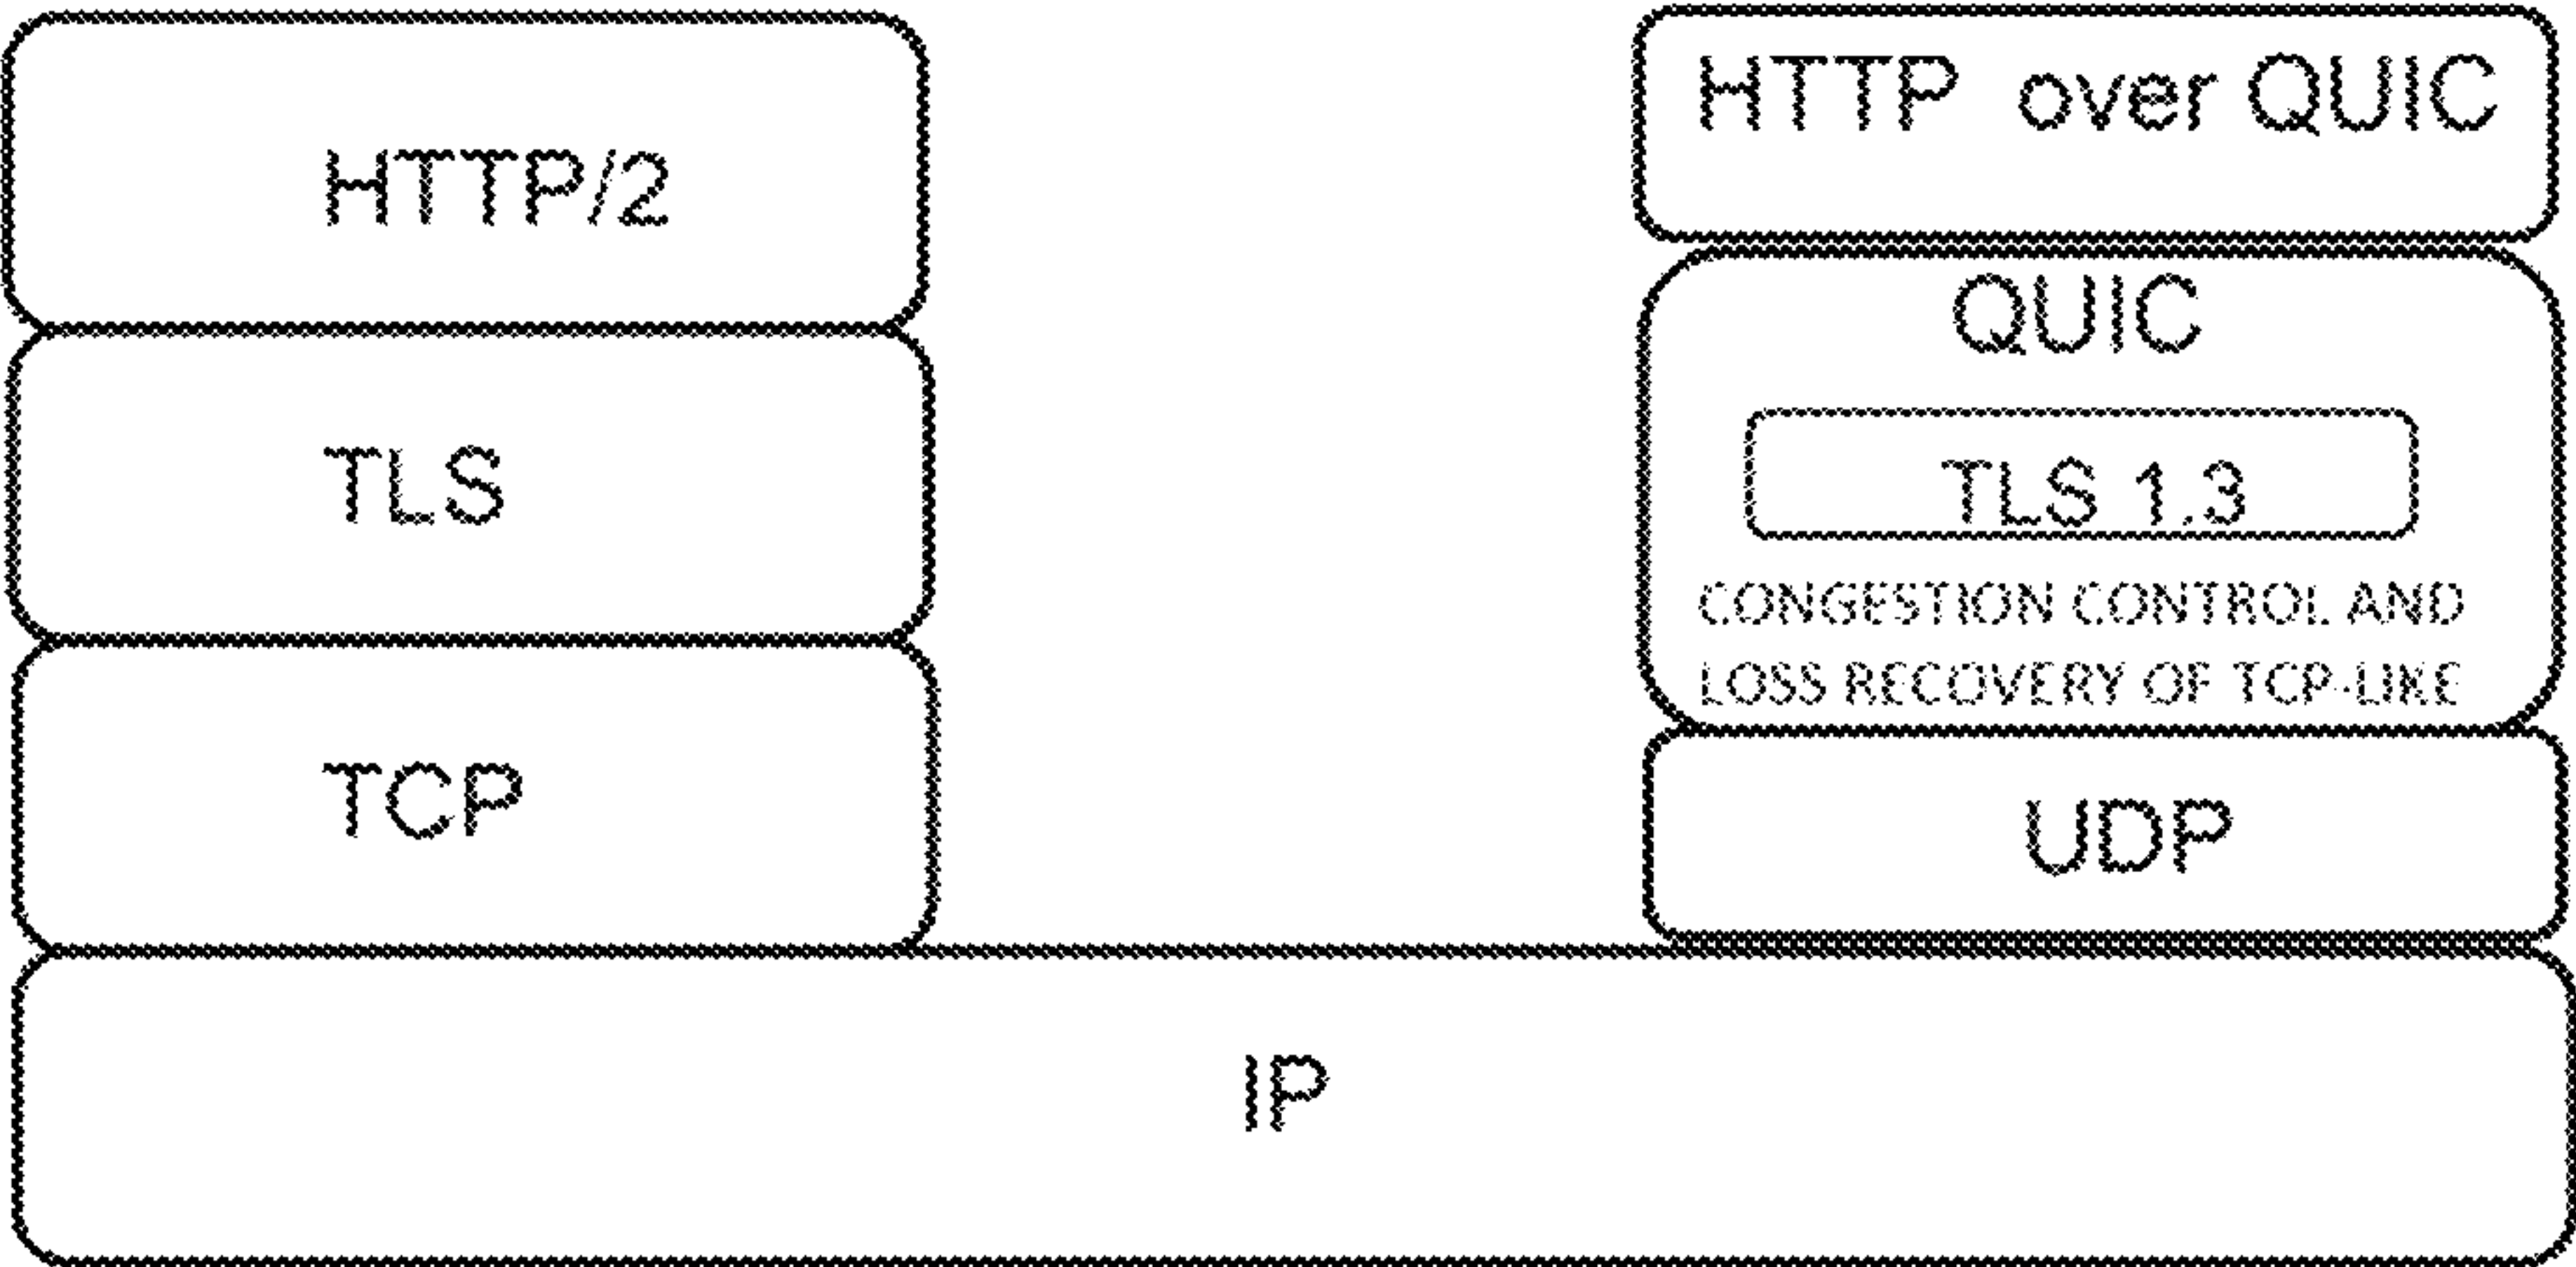 HTTP/2
TLS
TCP
HTTP over QUIC
QUIC
TLS 1.3
CONGESTION CONTROL AND
LOSS RECOVERY OF TCP-LIKE
UDP
IP